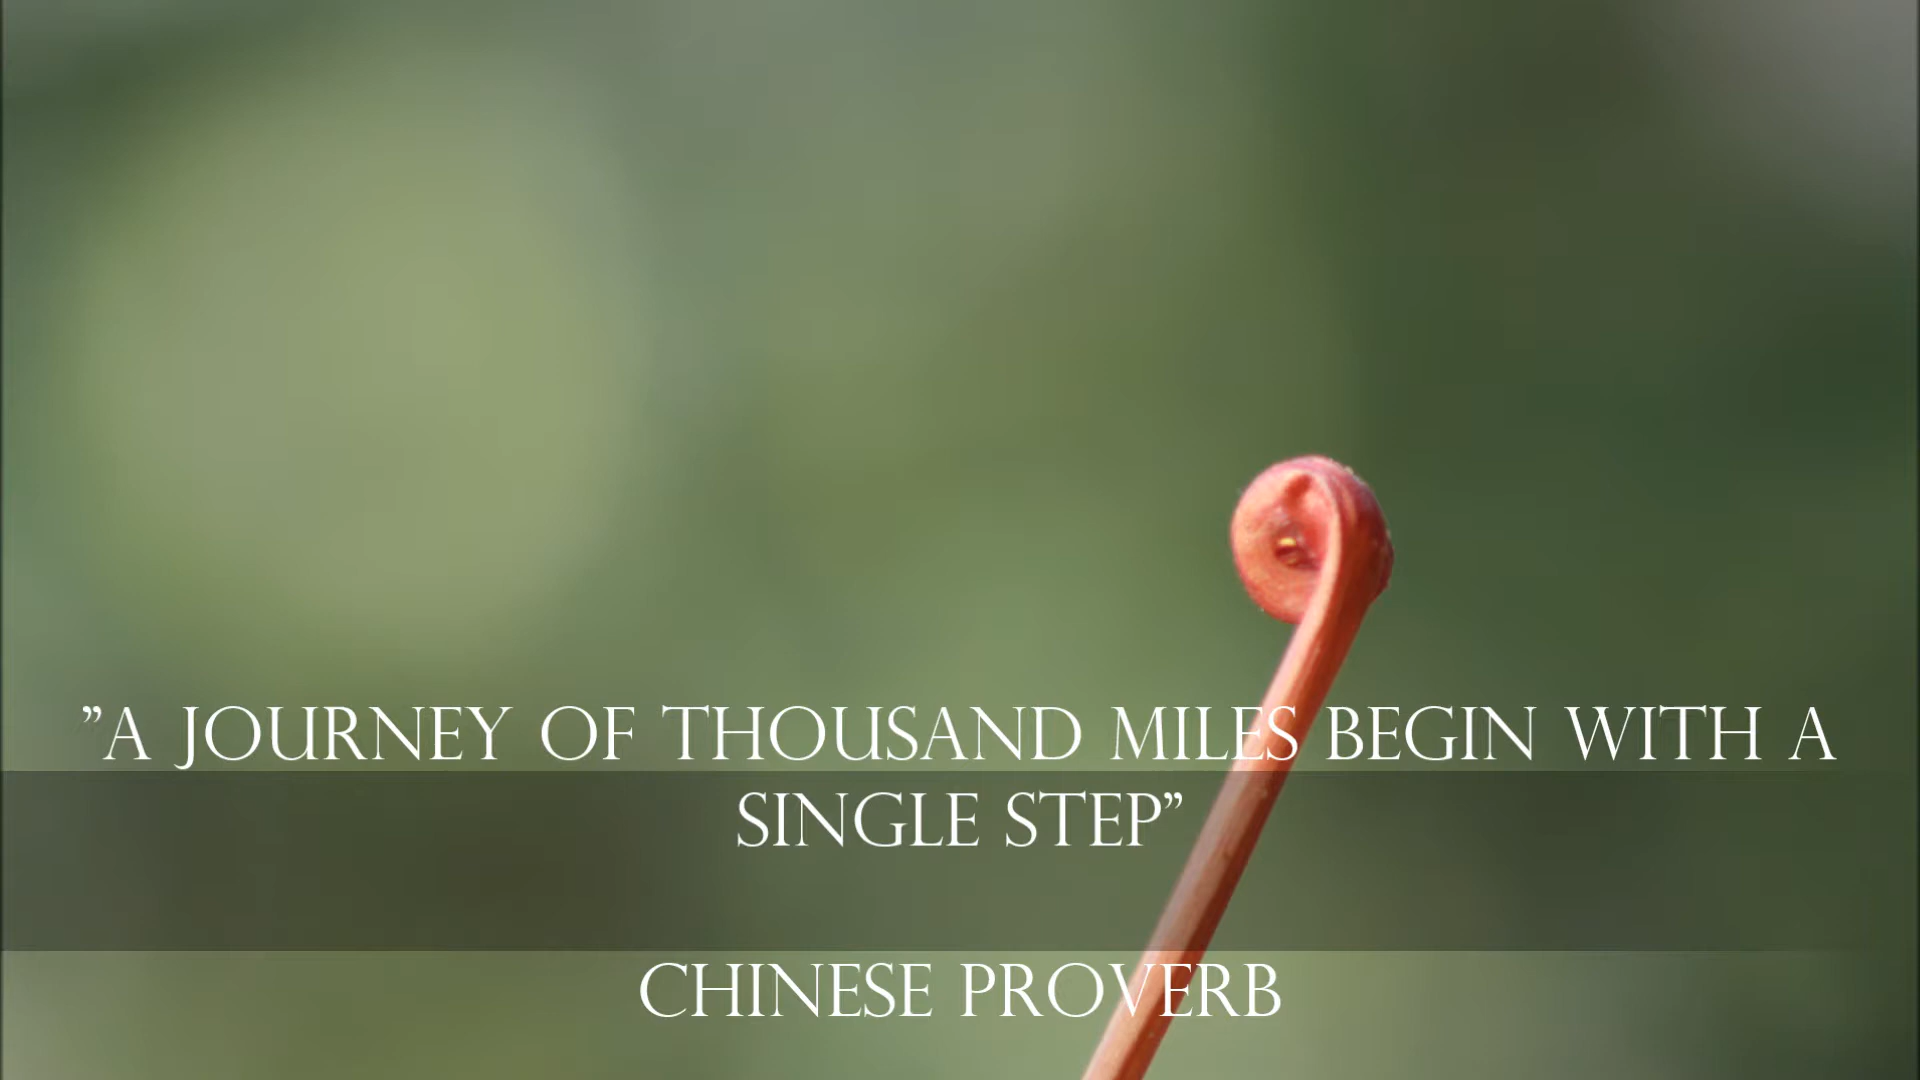 ”A JOURNEY OF THOUSAND MILES BEGIN WITH A
SINGLE STEP”
CHINESE PROVERB